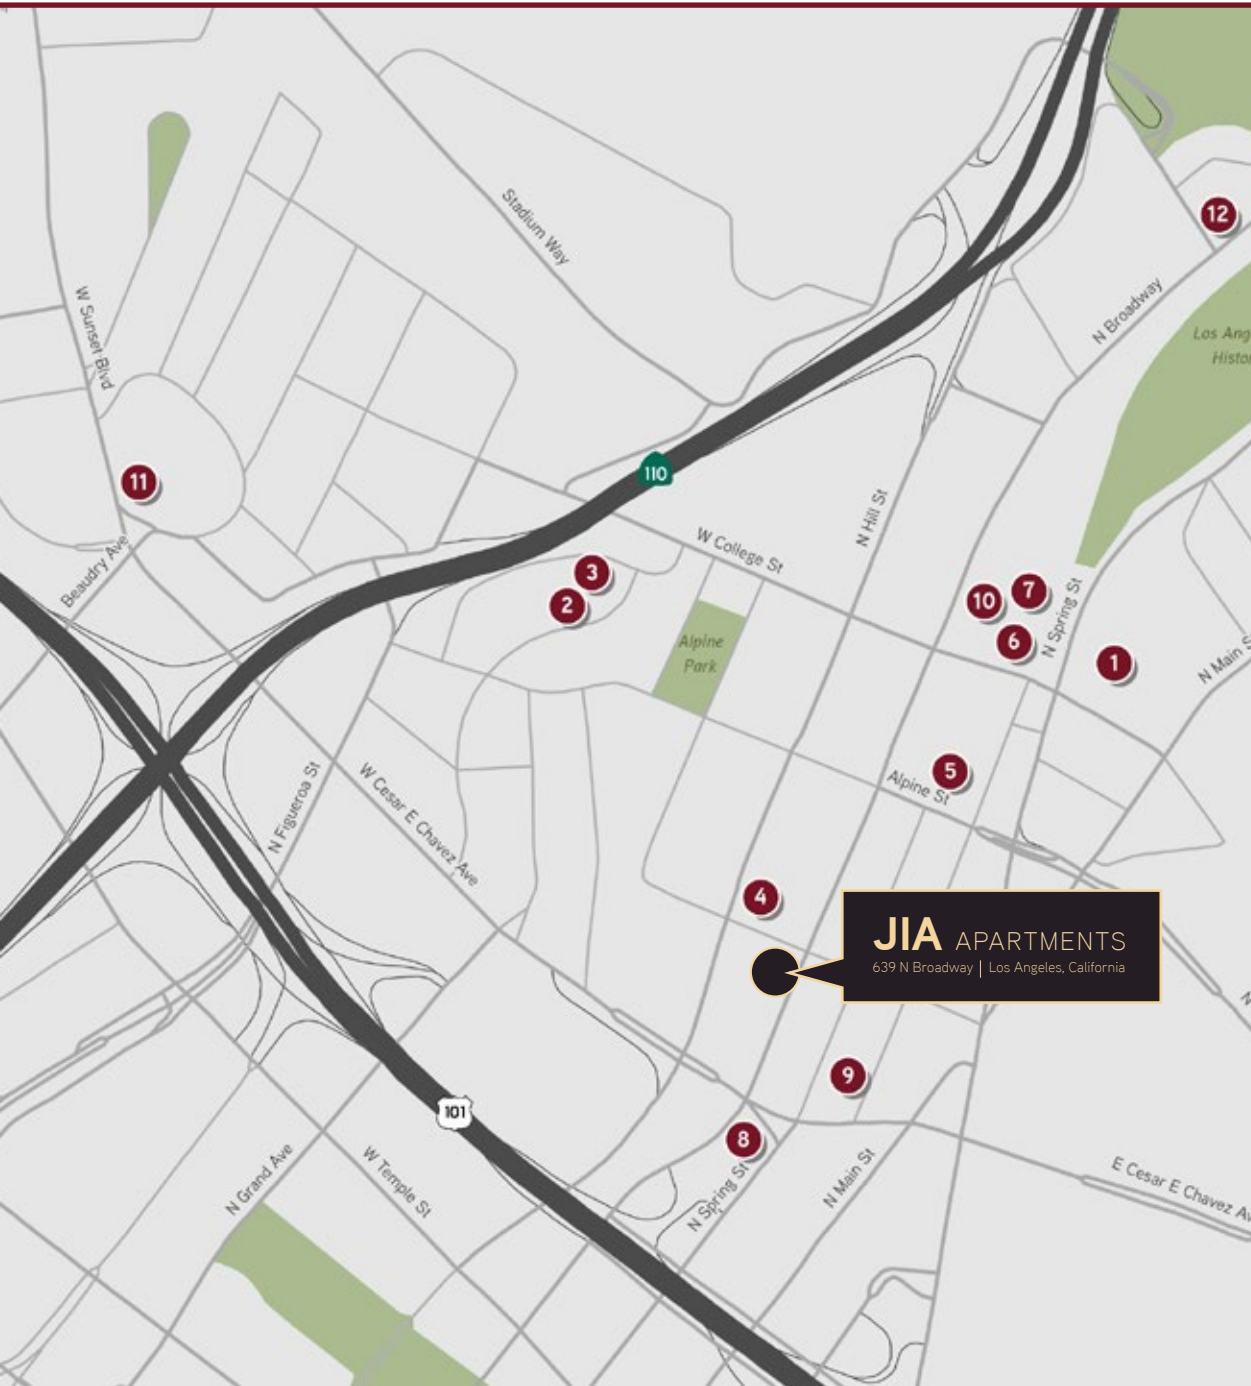 12
Stadium Way
W Sunset Blvd
N Broadway
Los Ang
Histor
110
11
N Hill St
W College St
Beaudry Ave
3
2
10
7
6
N Spring St
1
Alpine
Park
N Main S
5
Alpine St
N Figueroa St
W Cesar E Chavez Ave
4
JIA APARTMENTS
639 N Broadway | Los Angeles, California
N
9
101
8
N Grand Ave
W Temple St
N Spring St
N Main St
E Cesar E Chavez Av